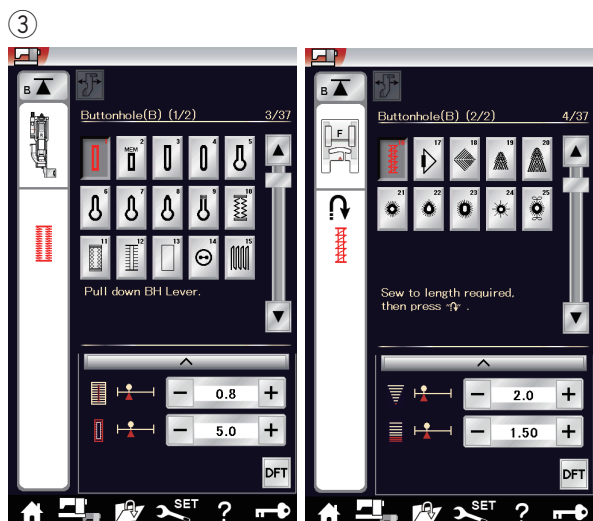 ③
B
Buttonhole(B) (1/2) 3/37
1 MEM 2 3 4 5
6 7 8 9 10
11 12 13 14 15
Pull down BH Lever.
− 0.8 +
− 5.0 +
DFT
SET ?
B
F
A
Buttonhole(B) (2/2) 4/37
17 18 19 20
21 22 23 24 25
Sew to length required,
then press .
− 2.0 +
− 1.50 +
DFT
SET ?